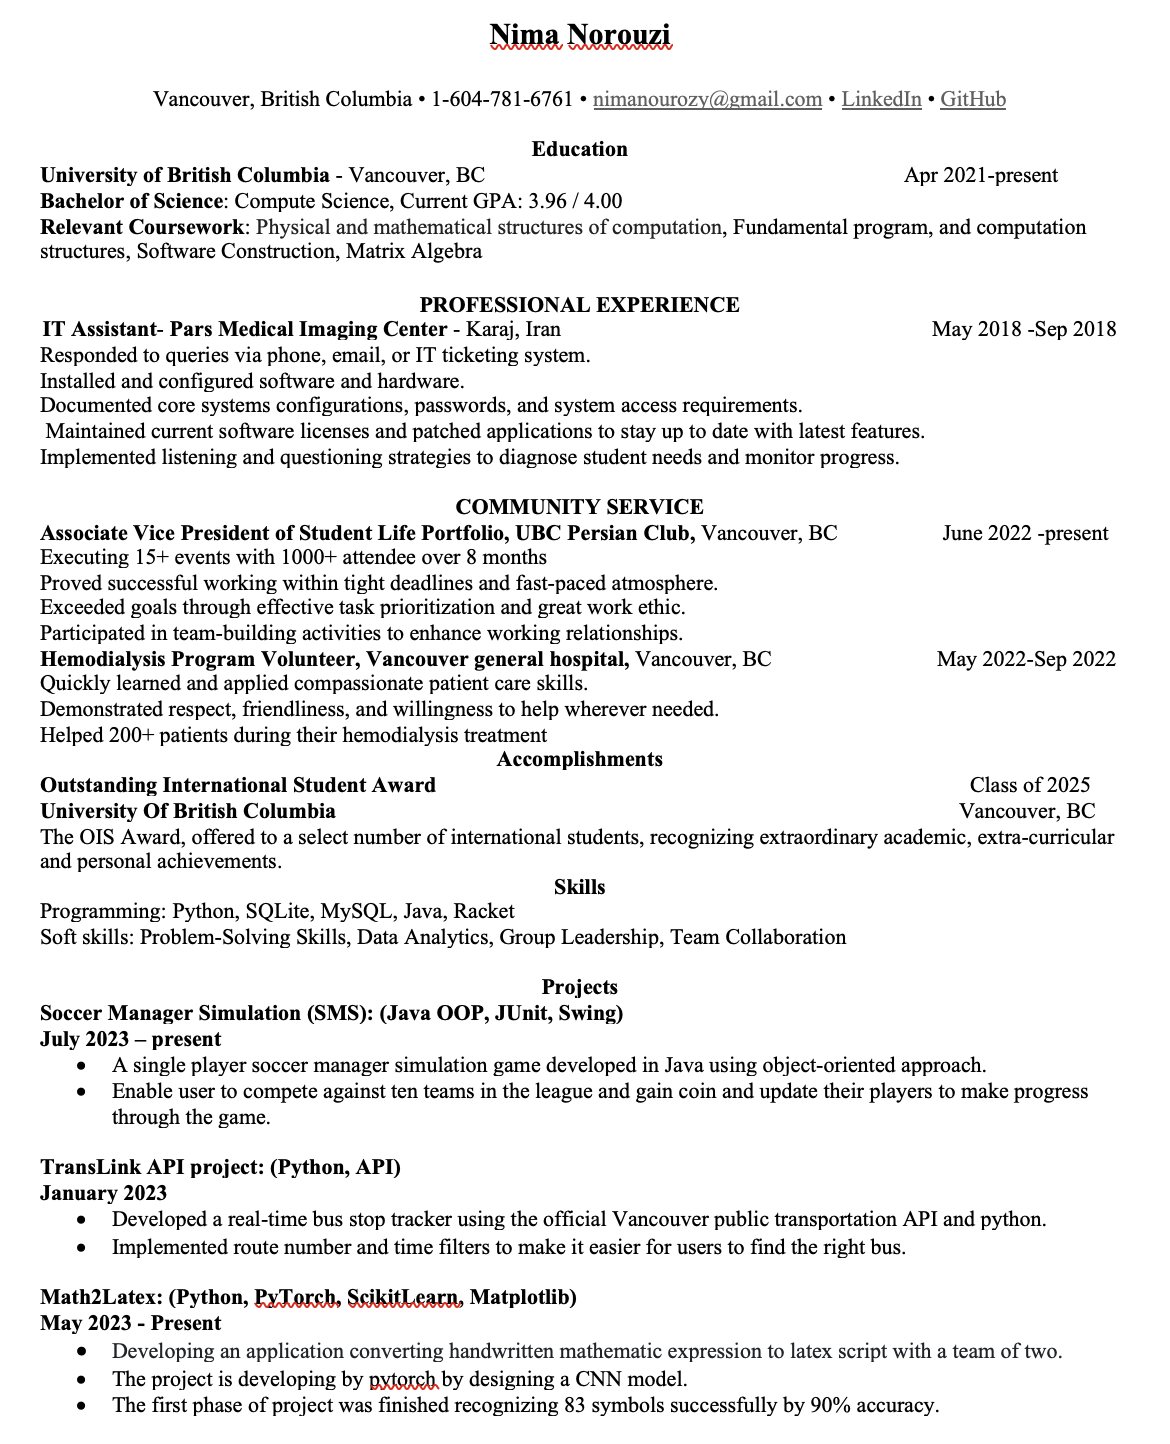 Nima Norouzi
Vancouver, British Columbia • 1-604-781-6761 • nimanourozy@gmail.com • LinkedIn • GitHub
Education
University of British Columbia - Vancouver, BC Apr 2021-present
Bachelor of Science: Compute Science, Current GPA: 3.96 / 4.00
Relevant Coursework: Physical and mathematical structures of computation, Fundamental program, and computation
structures, Software Construction, Matrix Algebra
PROFESSIONAL EXPERIENCE
IT Assistant- Pars Medical Imaging Center - Karaj, Iran May 2018 -Sep 2018
Responded to queries via phone, email, or IT ticketing system.
Installed and configured software and hardware.
Documented core systems configurations, passwords, and system access requirements.
Maintained current software licenses and patched applications to stay up to date with latest features.
Implemented listening and questioning strategies to diagnose student needs and monitor progress.
COMMUNITY SERVICE
Associate Vice President of Student Life Portfolio, UBC Persian Club, Vancouver, BC June 2022 -present
Executing 15+ events with 1000+ attendee over 8 months
Proved successful working within tight deadlines and fast-paced atmosphere.
Exceeded goals through effective task prioritization and great work ethic.
Participated in team-building activities to enhance working relationships.
Hemodialysis Program Volunteer, Vancouver general hospital, Vancouver, BC May 2022-Sep 2022
Quickly learned and applied compassionate patient care skills.
Demonstrated respect, friendliness, and willingness to help wherever needed.
Helped 200+ patients during their hemodialysis treatment
Accomplishments
Outstanding International Student Award Class of 2025
University Of British Columbia Vancouver, BC
The OIS Award, offered to a select number of international students, recognizing extraordinary academic, extra-curricular
and personal achievements.
Skills
Programming: Python, SQLite, MySQL, Java, Racket
Soft skills: Problem-Solving Skills, Data Analytics, Group Leadership, Team Collaboration
Projects
Soccer Manager Simulation (SMS): (Java OOP, JUnit, Swing)
July 2023 – present
• A single player soccer manager simulation game developed in Java using object-oriented approach.
• Enable user to compete against ten teams in the league and gain coin and update their players to make progress
through the game.
TransLink API project: (Python, API)
January 2023
• Developed a real-time bus stop tracker using the official Vancouver public transportation API and python.
• Implemented route number and time filters to make it easier for users to find the right bus.
Math2Latex: (Python, PyTorch, ScikitLearn, Matplotlib)
May 2023 - Present
• Developing an application converting handwritten mathematic expression to latex script with a team of two.
• The project is developing by pytorch by designing a CNN model.
• The first phase of project was finished recognizing 83 symbols successfully by 90% accuracy.